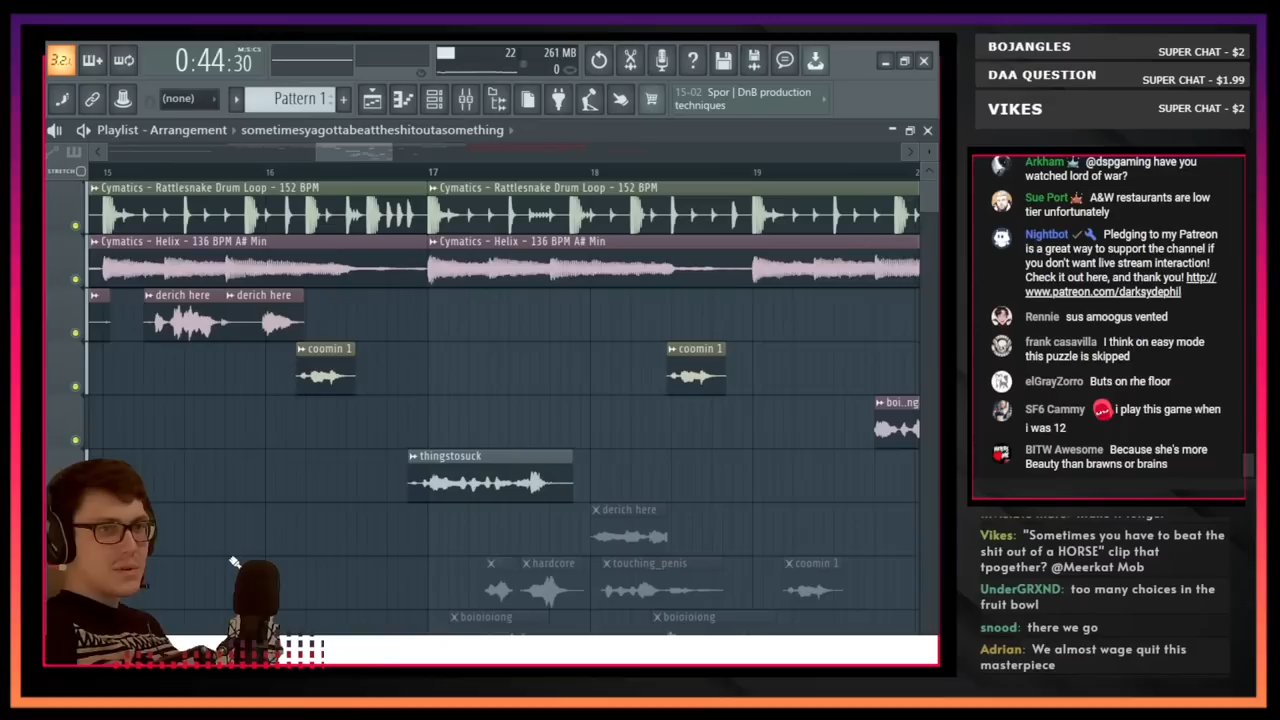 3.2
0:44:30
M:S:CS
22
261 MB
0
(none)
Pattern 1
15-02 Spor | DnB production
techniques
Playlist - Arrangement
sometimesyagottabeattheshitoutasomething
STRETCH
15
16
17
18
19
Cymatics - Rattlesnake Drum Loop - 152 BPM
Cymatics - Rattlesnake Drum Loop - 152 BPM
Cymatics - Helix - 136 BPM A# Min
Cymatics - Helix - 136 BPM A# Min
derich here
derich here
coomin 1
coomin 1
boi..ng
thingstosuck
derich here
hardcore
touching_penis
coomin 1
boioioiong
boioioiong
BOJANGLES
SUPER CHAT - $2
DAA QUESTION
SUPER CHAT - $1.99
VIKES
SUPER CHAT - $2
Arkham @dspgaming have you
watched lord of war?
Sue Port A&W restaurants are low
tier unfortunately
Nightbot Pledging to my Patreon
is a great way to support the channel if
you don't want live stream interaction!
Check it out here, and thank you! http://
www.patreon.com/darksydephil
Rennie sus amoogus vented
frank casavilla I think on easy mode
this puzzle is skipped
elGrayZorro Buts on rhe floor
SF6 Cammy i play this game when
i was 12
BITW Awesome Because she's more
Beauty than brawns or brains
Vikes: "Sometimes you have to beat the
shit out of a HORSE" clip that
tpogether? @Meerkat Mob
UnderGRXND: too many choices in the
fruit bowl
snood: there we go
Adrian: We almost wage quit this
masterpiece